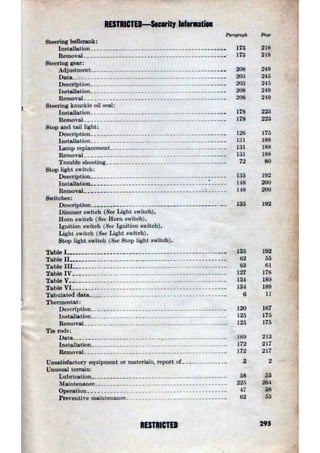 RESTRICTED—Security Information
Paragraph Page
Steering bellcrank:
Installation 175 218
Removal 175 218
Steering gear:
Adjustment 208 249
Data 205 245
Description 205 245
Installation 208 249
Removal 208 249
Steering knuckle oil seal:
Installation 178 223
Removal 178 223
Stop and tail light:
Description 126 175
Installation 131 188
Lamp replacement 131 188
Removal 131 188
Trouble shooting 72 80
Stop light switch:
Description 135 192
Installation 148 200
Removal 148 200
Switches:
Description 135 192
Dimmer switch (See Light switch).
Horn switch (See Horn switch).
Ignition switch (See Ignition switch).
Light switch (See Light switch).
Stop light switch (See Stop light switch).
Table I 135 192
Table II 62 55
Table III 63 61
Table IV 127 178
Table V 134 189
Table VI 134 189
Tabulated data 6 11
Thermostat:
Description 120 167
Installation 125 175
Removal 125 175
Tie rods:
Data 169 213
Installation 172 217
Removal 172 217
Unsatisfactory equipment or materials, report of 3 2
Unusual terrain:
Lubrication 58 53
Maintenance 225 264
Operation 47 38
Preventive maintenance 62 55
RESTRICTED 295